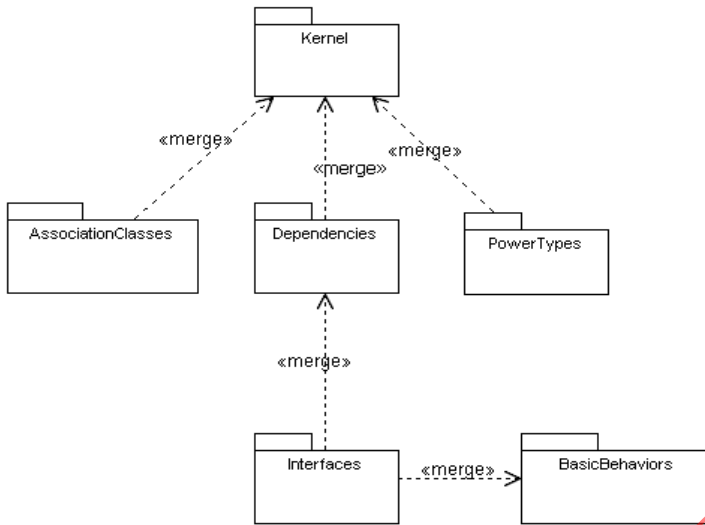 Kernel
«merge»
«merge»
«merge»
AssociationClasses
Dependencies
PowerTypes
«merge»
Interfaces
«merge»
BasicBehaviors